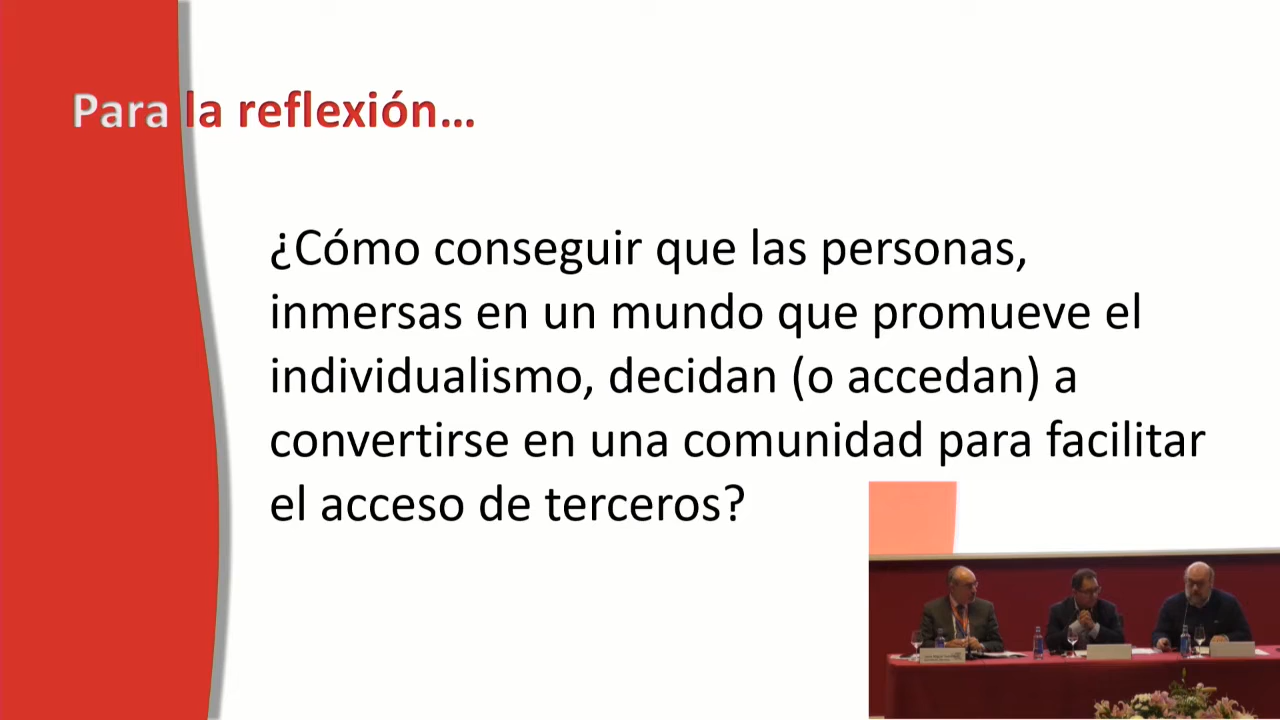 Para la reflexión...
¿Cómo conseguir que las personas,
inmersas en un mundo que promueve el
individualismo, decidan (o accedan) a
convertirse en una comunidad para facilitar
el acceso de terceros?